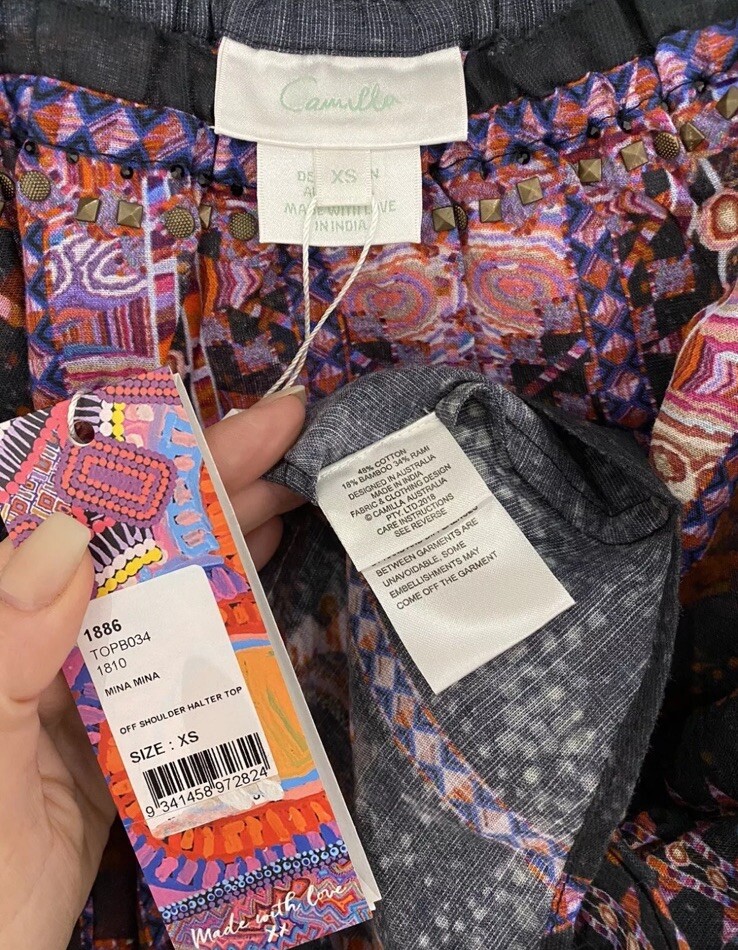 Camilla
XS
MADE WITH LOVE
IN INDIA
48% COTTON
18% BAMBOO 34% RAMI
DESIGNED IN AUSTRALIA
MADE IN INDIA
FABRIC & CLOTHING DESIGN
© CAMILLA AUSTRALIA
PTY. LTD.2018
CARE INSTRUCTIONS
SEE REVERSE
BETWEEN GARMENTS ARE
UNAVOIDABLE, SOME
EMBELLISHMENTS MAY
COME OFF THE GARMENT
1886
TOPB034
1810
MINA MINA
OFF SHOULDER HALTER TOP
SIZE : XS
9 341458 972824
Made with love
xx